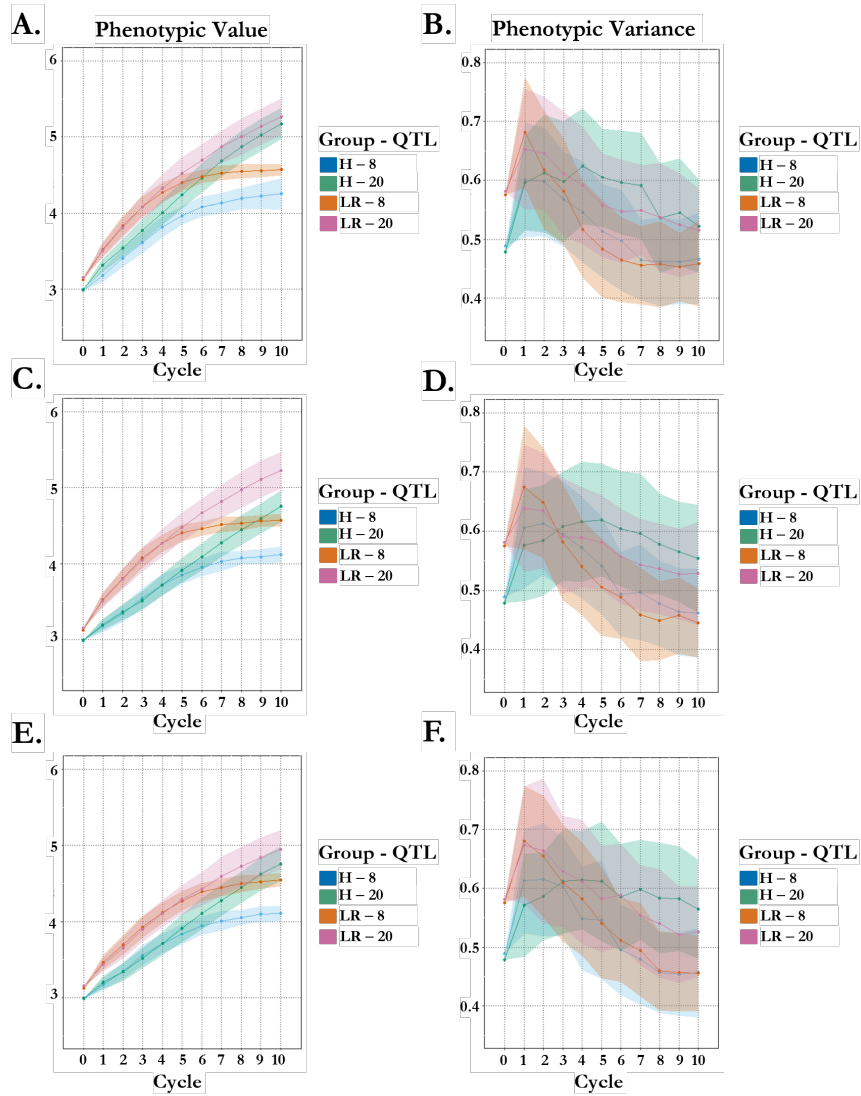 A.
Phenotypic Value
6
5
4
3
0 1 2 3 4 5 6 7 8 9 10
Cycle
Group - QTL
H – 8
H – 20
LR – 8
LR – 20
B.
Phenotypic Variance
0.8
0.7
0.6
0.5
0.4
0 1 2 3 4 5 6 7 8 9 10
Cycle
Group - QTL
H – 8
H – 20
LR – 8
LR – 20
C.
6
5
4
3
0 1 2 3 4 5 6 7 8 9 10
Cycle
Group - QTL
H – 8
H – 20
LR – 8
LR – 20
D.
0.8
0.7
0.6
0.5
0.4
0 1 2 3 4 5 6 7 8 9 10
Cycle
Group - QTL
H – 8
H – 20
LR – 8
LR – 20
E.
6
5
4
3
0 1 2 3 4 5 6 7 8 9 10
Cycle
Group - QTL
H – 8
H – 20
LR – 8
LR – 20
F.
0.8
0.7
0.6
0.5
0.4
0 1 2 3 4 5 6 7 8 9 10
Cycle
Group - QTL
H – 8
H – 20
LR – 8
LR – 20